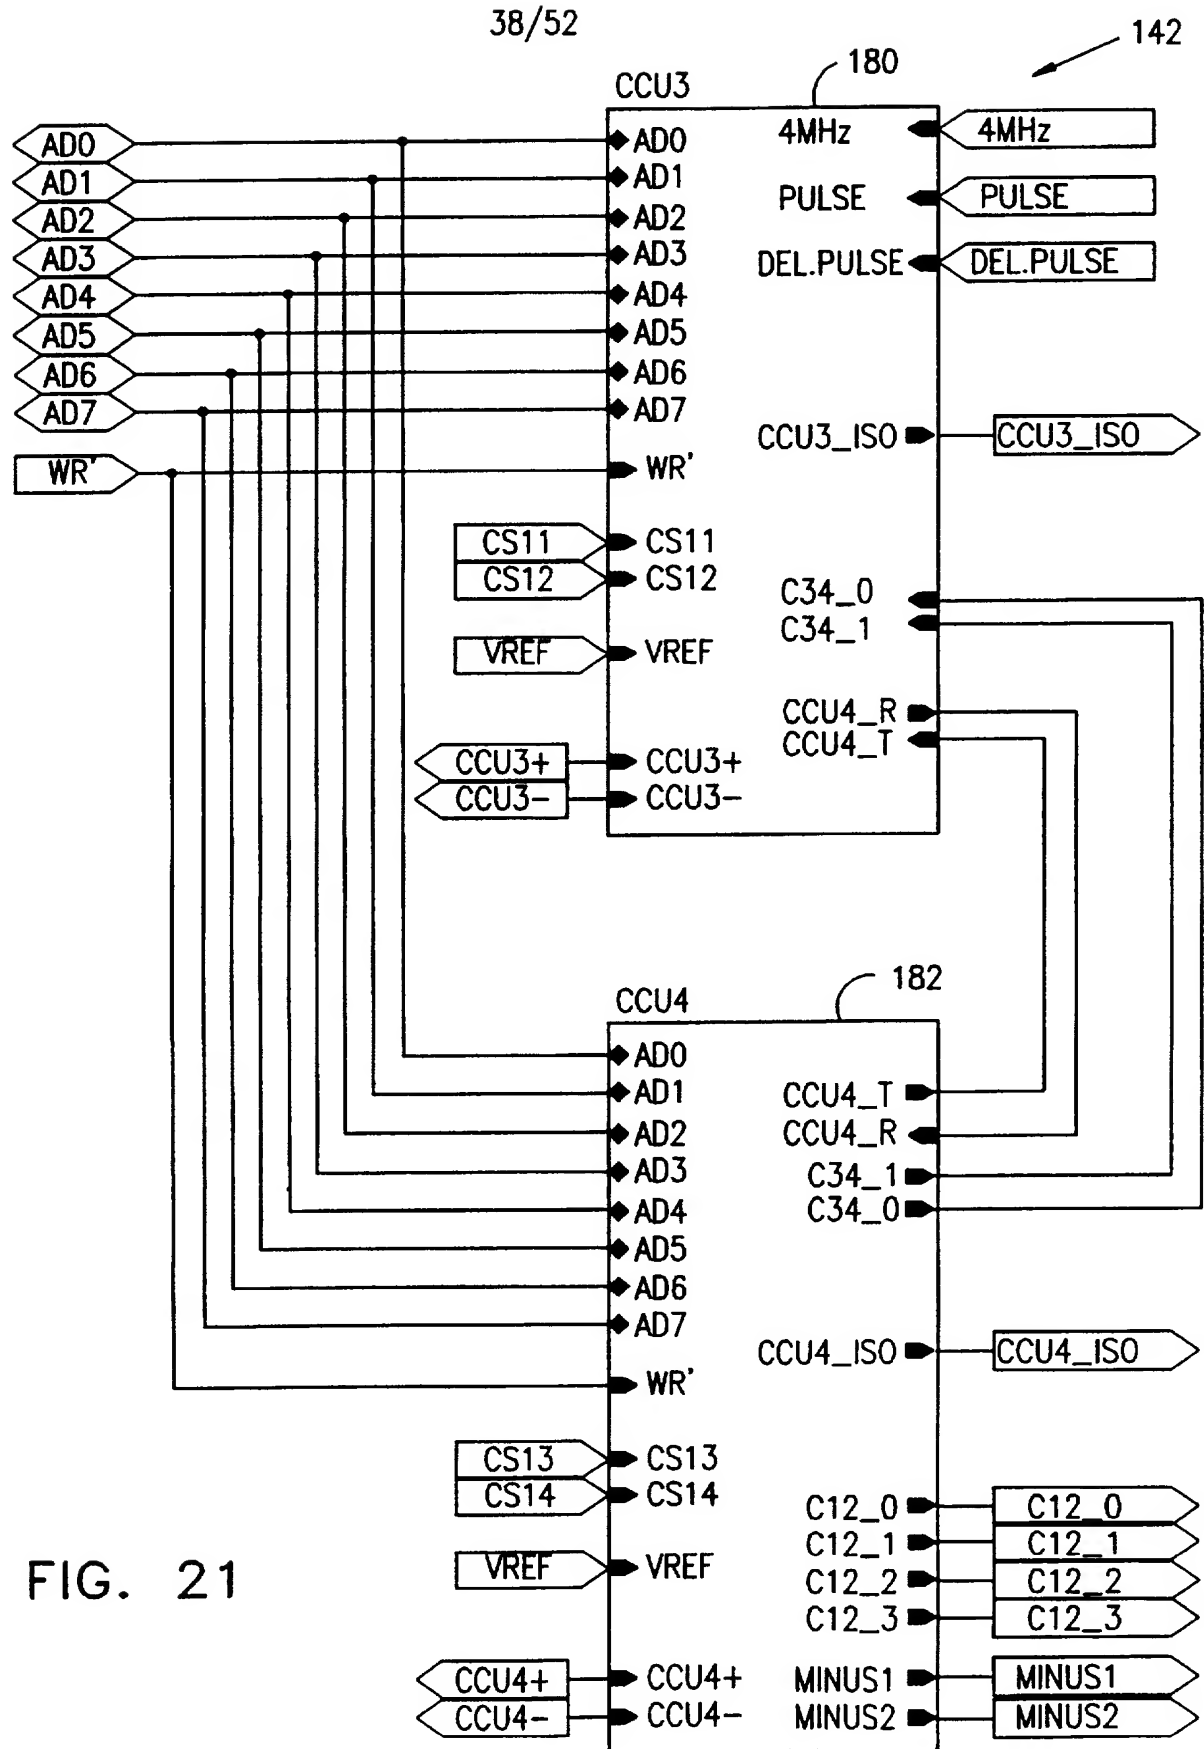 38/52
142
CCU3
180
AD0 AD0 4MHz 4MHz
AD1 AD1
AD2 AD2 PULSE PULSE
AD3 AD3 DEL.PULSE DEL.PULSE
AD4 AD4
AD5 AD5
AD6 AD6
AD7 AD7
CCU3_ISO CCU3_ISO
WR' WR'
CS11 CS11
CS12 CS12
C34_0
C34_1
VREF VREF
CCU4_R
CCU4_T
CCU3+ CCU3+
CCU3- CCU3-
CCU4
182
AD0
AD1 CCU4_T
AD2 CCU4_R
AD3 C34_1
AD4 C34_0
AD5
AD6
AD7
CCU4_ISO CCU4_ISO
WR'
CS13 CS13
CS14 CS14
C12_0 C12_0
C12_1 C12_1
VREF VREF
C12_2 C12_2
C12_3 C12_3
FIG. 21
CCU4+ CCU4+ MINUS1 MINUS1
CCU4- CCU4- MINUS2 MINUS2